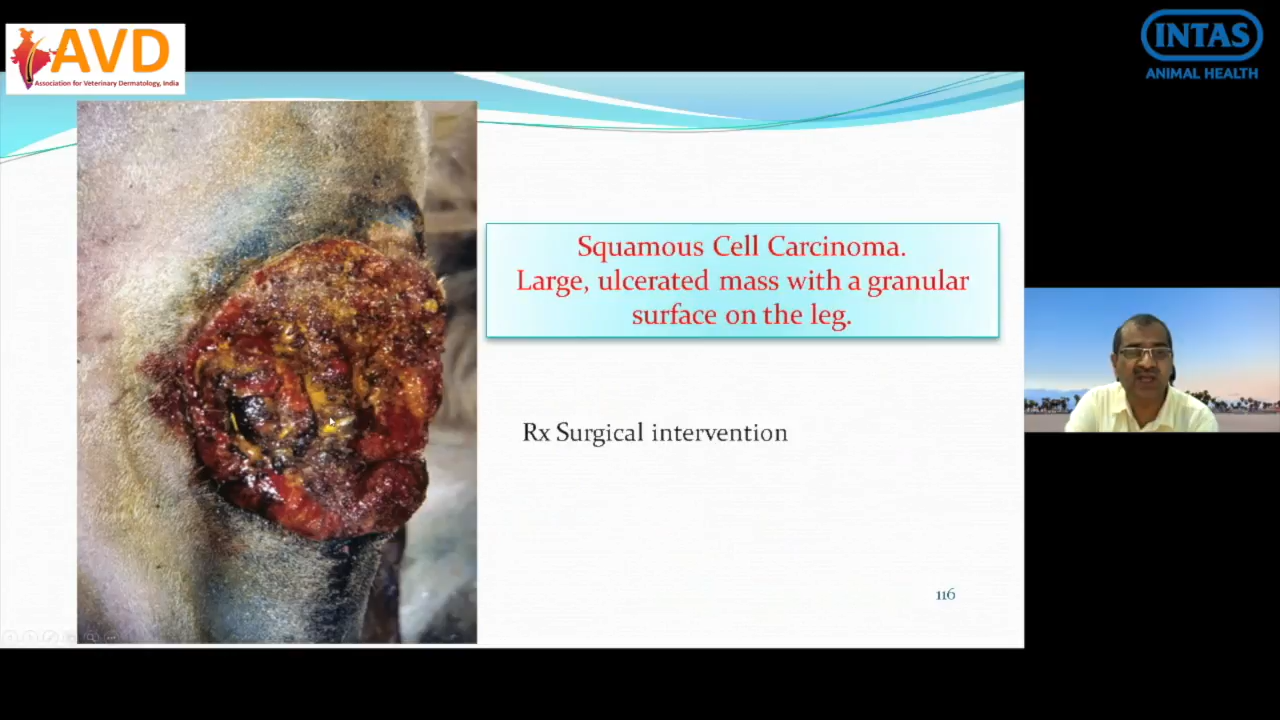 AVD
Association for Veterinary Dermatology, India
INTAS
ANIMAL HEALTH
Squamous Cell Carcinoma.
Large, ulcerated mass with a granular
surface on the leg.
Rx Surgical intervention
116